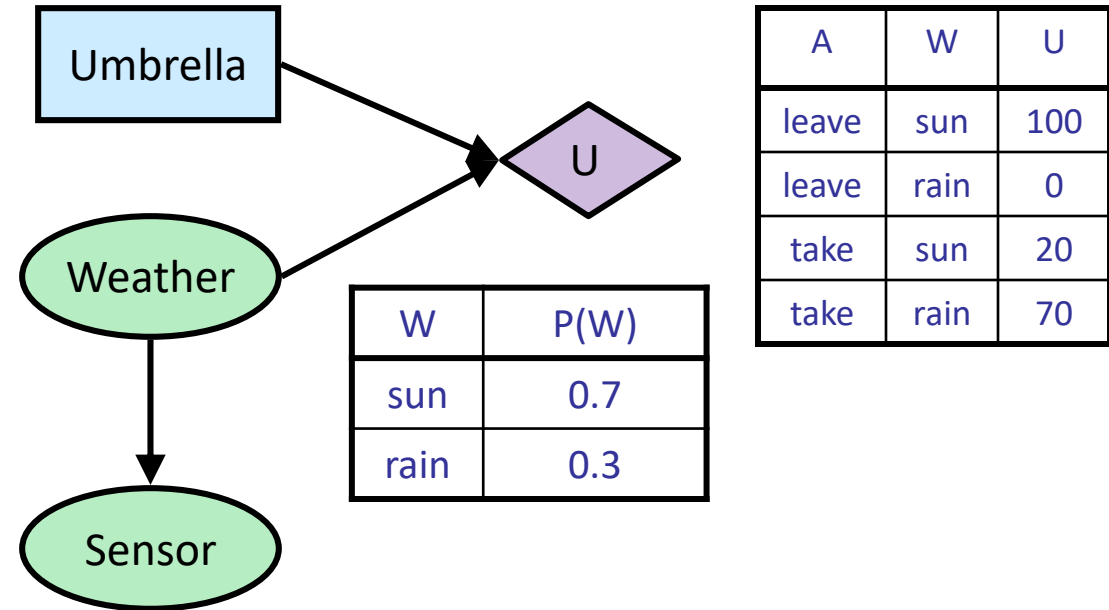 Umbrella
U
Weather
Sensor
W P(W)
sun 0.7
rain 0.3
A W U
leave sun 100
leave rain 0
take sun 20
take rain 70